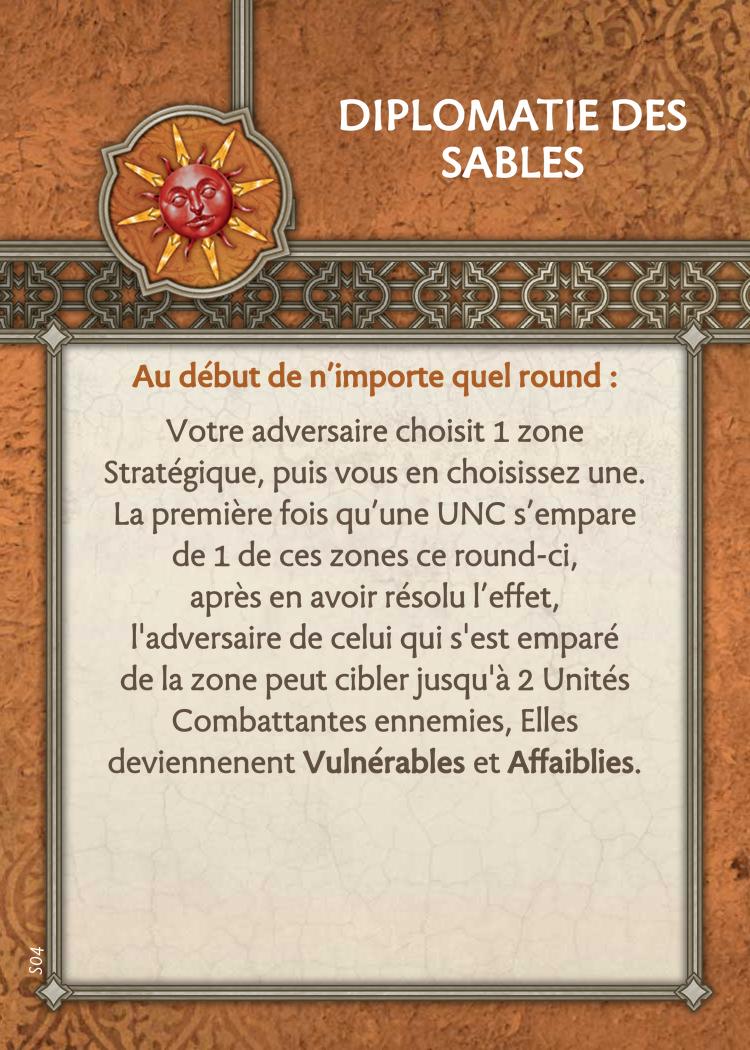 DIPLOMATIE DES
SABLES
Au début de n’importe quel round :
Votre adversaire choisit 1 zone
Stratégique, puis vous en choisissez une.
La première fois qu’une UNC s’empare
de 1 de ces zones ce round-ci,
après en avoir résolu l’effet,
l'adversaire de celui qui s'est emparé
de la zone peut cibler jusqu'à 2 Unités
Combattantes ennemies, Elles
deviennenent Vulnérables et Affaiblies.
S04